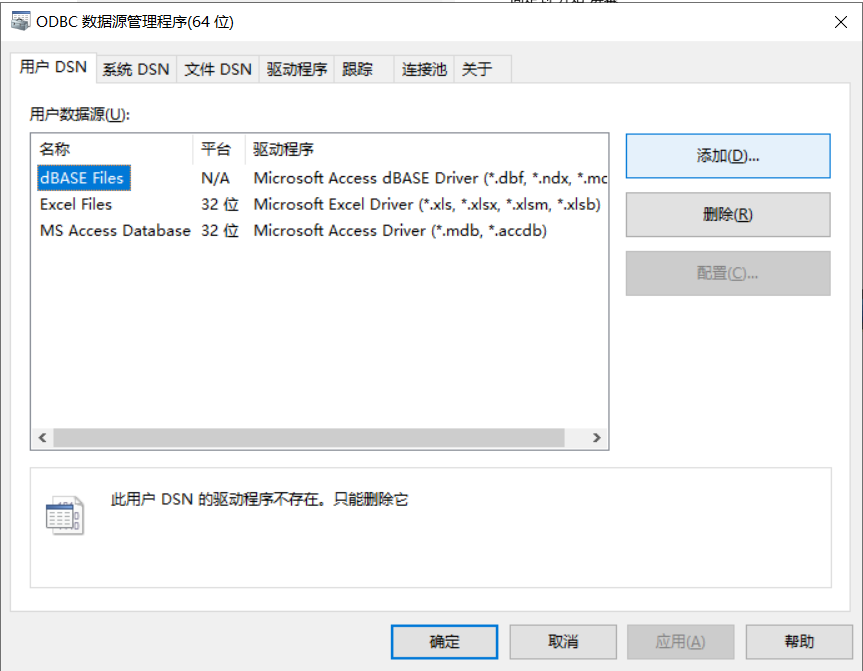 ODBC 数据源管理程序(64 位)
用户 DSN 系统 DSN 文件 DSN 驱动程序 跟踪 连接池 关于
用户数据源(U):
名称 平台 驱动程序
dBASE Files N/A Microsoft Access dBASE Driver (*.dbf, *.ndx, *.mc
Excel Files 32 位 Microsoft Excel Driver (*.xls, *.xlsx, *.xlsm, *.xlsb)
MS Access Database 32 位 Microsoft Access Driver (*.mdb, *.accdb)
添加(D)...
删除(R)
配置(C)...
此用户 DSN 的驱动程序不存在。只能删除它
确定 取消 应用(A) 帮助